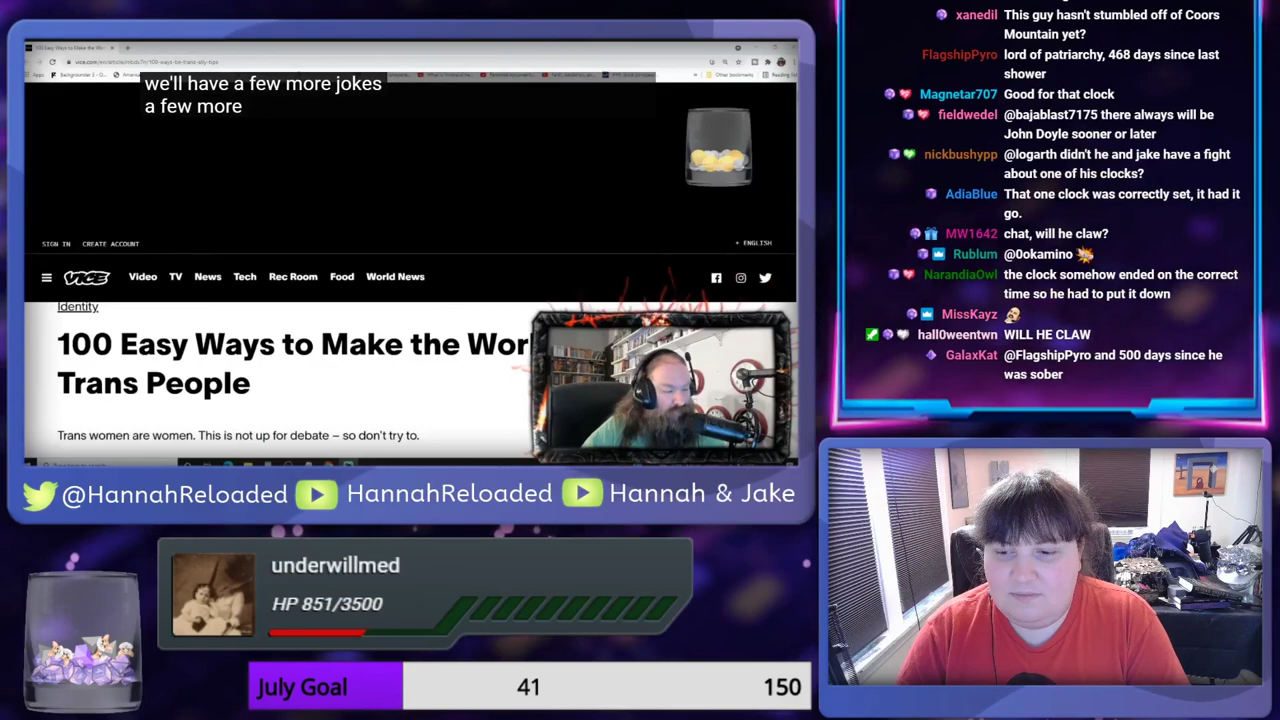 100 Easy Ways to Make the Wor
we'll have a few more jokes
a few more
SIGN IN CREATE ACCOUNT
+ ENGLISH
VICE Video TV News Tech Rec Room Food World News
Identity
100 Easy Ways to Make the Wor
Trans People
Trans women are women. This is not up for debate – so don't try to.
@HannahReloaded HannahReloaded Hannah & Jake
underwillmed
HP 851/3500
July Goal 41 150
xanedil This guy hasn't stumbled off of Coors
Mountain yet?
FlagshipPyro lord of patriarchy, 468 days since last
shower
Magnetar707 Good for that clock
fieldwedel @bajablast7175 there always will be
John Doyle sooner or later
nickbushypp @logarth didn't he and jake have a fight
about one of his clocks?
AdiaBlue That one clock was correctly set, it had it
go.
MW1642 chat, will he claw?
Rublum @0okamino
NarandiaOwl the clock somehow ended on the correct
time so he had to put it down
MissKayz
hall0weentwn WILL HE CLAW
GalaxKat @FlagshipPyro and 500 days since he
was sober